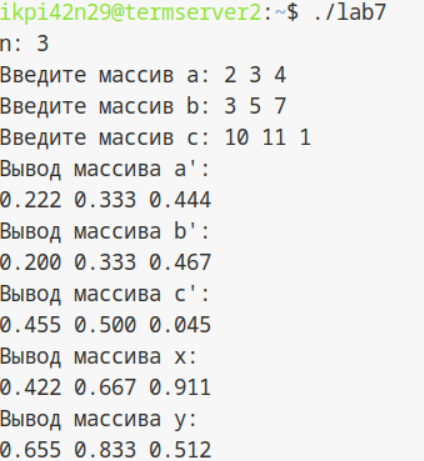 ikpi42n29@termserver2:~$ ./lab7
n: 3
Введите массив a: 2 3 4
Введите массив b: 3 5 7
Введите массив c: 10 11 1
Вывод массива a':
0.222 0.333 0.444
Вывод массива b':
0.200 0.333 0.467
Вывод массива c':
0.455 0.500 0.045
Вывод массива x:
0.422 0.667 0.911
Вывод массива y:
0.655 0.833 0.512